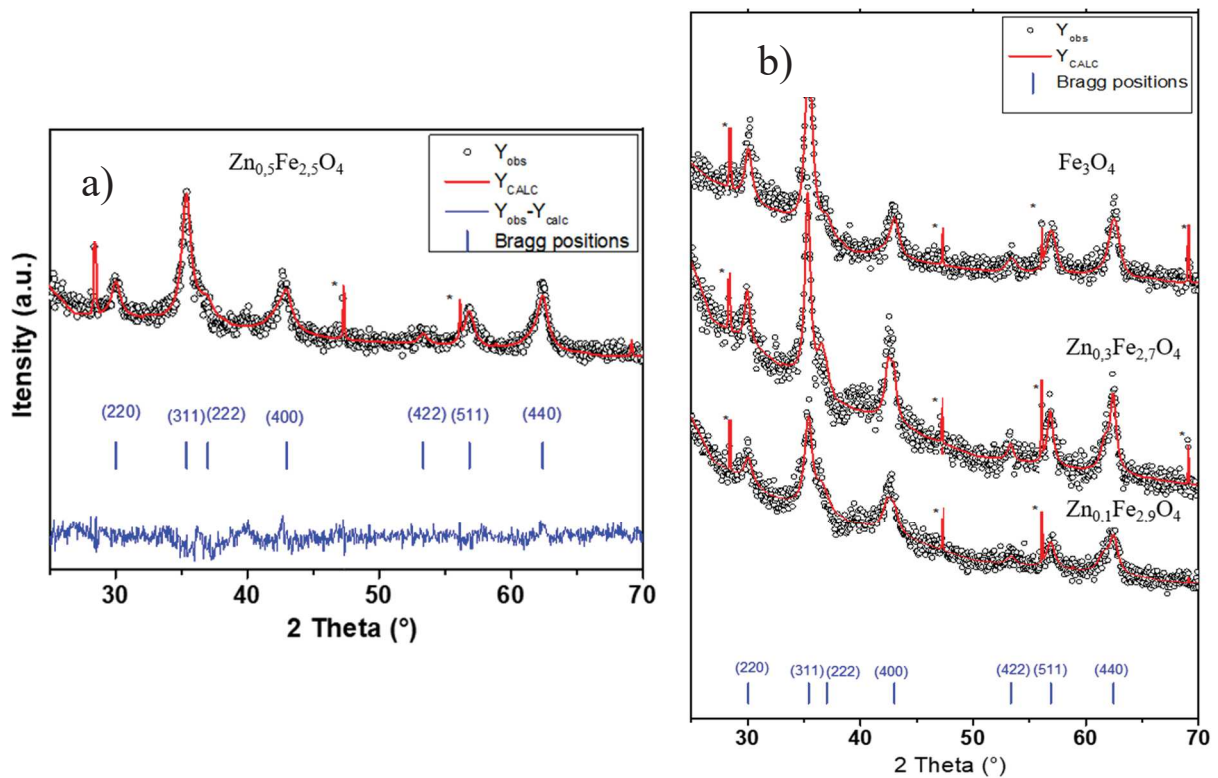 a)
Zn0,5Fe2,5O4
Yobs
YCALC
Yobs-Ycalc
Bragg positions
* *
(220) (311) (222) (400) (422) (511) (440)
Itensity (a.u.)
30 40 50 60 70
2 Theta (°)
b)
Yobs
YCALC
Bragg positions
Fe3O4
* * * *
Zn0,3Fe2,7O4
* * * *
Zn0.1Fe2.9O4
* * *
(220) (311) (222) (400) (422) (511) (440)
30 40 50 60 70
2 Theta (°)